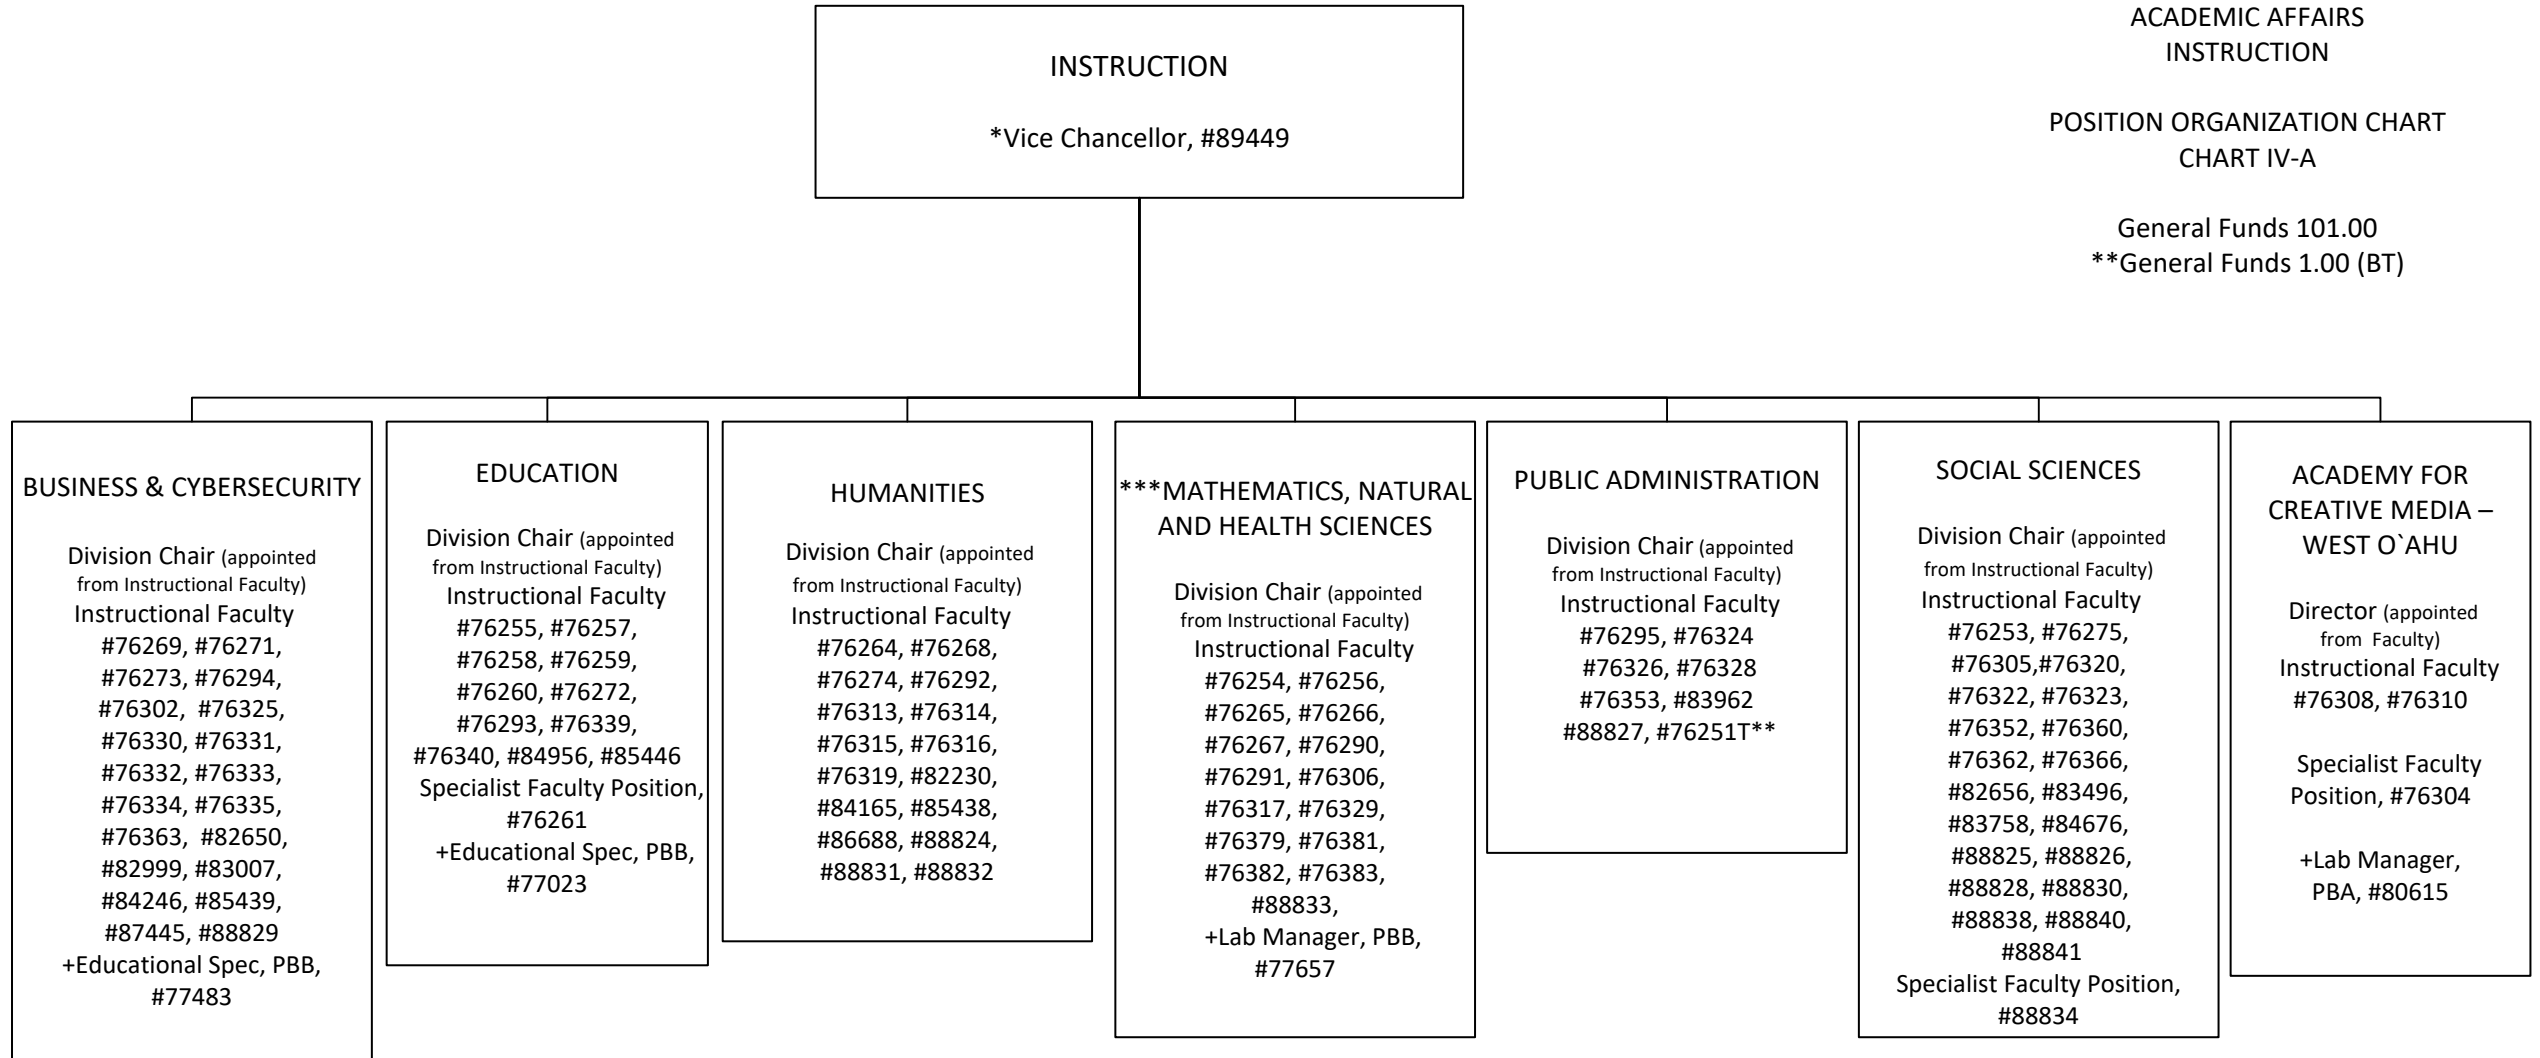 INSTRUCTION
*Vice Chancellor, #89449
ACADEMIC AFFAIRS
INSTRUCTION
POSITION ORGANIZATION CHART
CHART IV-A
General Funds 101.00
**General Funds 1.00 (BT)
BUSINESS & CYBERSECURITY
Division Chair (appointed
from Instructional Faculty)
Instructional Faculty
#76269, #76271,
#76273, #76294,
#76302, #76325,
#76330, #76331,
#76332, #76333,
#76334, #76335,
#76363, #82650,
#82999, #83007,
#84246, #85439,
#87445, #88829
+Educational Spec, PBB,
#77483
EDUCATION
Division Chair (appointed
from Instructional Faculty)
Instructional Faculty
#76255, #76257,
#76258, #76259,
#76260, #76272,
#76293, #76339,
#76340, #84956, #85446
Specialist Faculty Position,
#76261
+Educational Spec, PBB,
#77023
HUMANITIES
Division Chair (appointed
from Instructional Faculty)
Instructional Faculty
#76264, #76268,
#76274, #76292,
#76313, #76314,
#76315, #76316,
#76319, #82230,
#84165, #85438,
#86688, #88824,
#88831, #88832
***MATHEMATICS, NATURAL
AND HEALTH SCIENCES
Division Chair (appointed
from Instructional Faculty)
Instructional Faculty
#76254, #76256,
#76265, #76266,
#76267, #76290,
#76291, #76306,
#76317, #76329,
#76379, #76381,
#76382, #76383,
#88833,
+Lab Manager, PBB,
#77657
PUBLIC ADMINISTRATION
Division Chair (appointed
from Instructional Faculty)
Instructional Faculty
#76295, #76324
#76326, #76328
#76353, #83962
#88827, #76251T**
SOCIAL SCIENCES
Division Chair (appointed
from Instructional Faculty)
Instructional Faculty
#76253, #76275,
#76305,#76320,
#76322, #76323,
#76352, #76360,
#76362, #76366,
#82656, #83496,
#83758, #84676,
#88825, #88826,
#88828, #88830,
#88838, #88840,
#88841
Specialist Faculty Position,
#88834
ACADEMY FOR
CREATIVE MEDIA –
WEST O`AHU
Director (appointed
from Faculty)
Instructional Faculty
#76308, #76310
Specialist Faculty
Position, #76304
+Lab Manager,
PBA, #80615